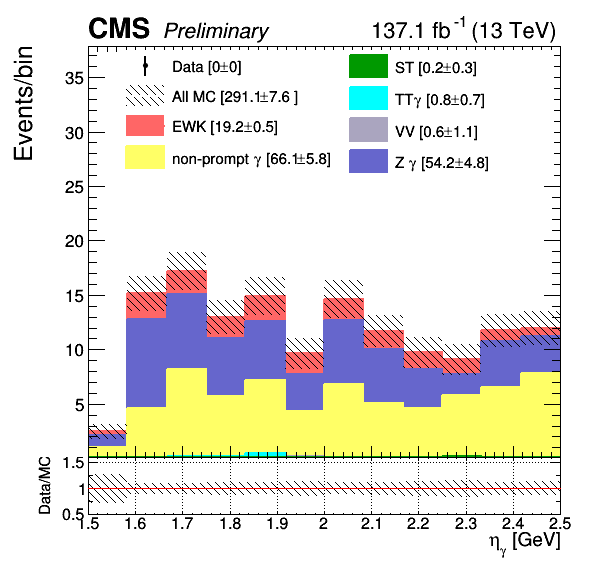 CMS Preliminary 137.1 fb⁻¹ (13 TeV)
Events/bin
Data [0±0]
All MC [291.1±7.6 ]
EWK [19.2±0.5]
non-prompt γ [66.1±5.8]
ST [0.2±0.3]
TTγ [0.8±0.7]
VV [0.6±1.1]
Z γ [54.2±4.8]
35
30
25
20
15
10
5
Data/MC
1.5
1
0.5
1.5 1.6 1.7 1.8 1.9 2 2.1 2.2 2.3 2.4 2.5
ηγ [GeV]